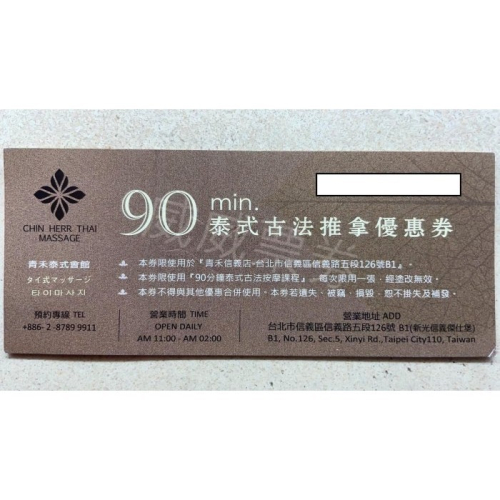 90 min.
泰式古法推拿優惠券
CHIN HERR THAI
MASSAGE
青禾泰式會館
タイ式マッサージ
타이마사지
本券限使用於『青禾信義店-台北市信義區信義路五段126號B1』。
本券限使用『90分鐘泰式古法按摩課程』，每次限用一張，經塗改無效。
本券不得與其他優惠合併使用。本券若遺失、被竊、損毀，恕不掛失及補發。
預約專線 TEL
+886- 2 -8789 9911
營業時間 TIME
OPEN DAILY
AM 11:00 - AM 02:00
營業地址 ADD
台北市信義區信義路五段126號 B1(新光信義傑仕堡)
B1, No.126, Sec.5, Xinyi Rd.,Taipei City110, Taiwan